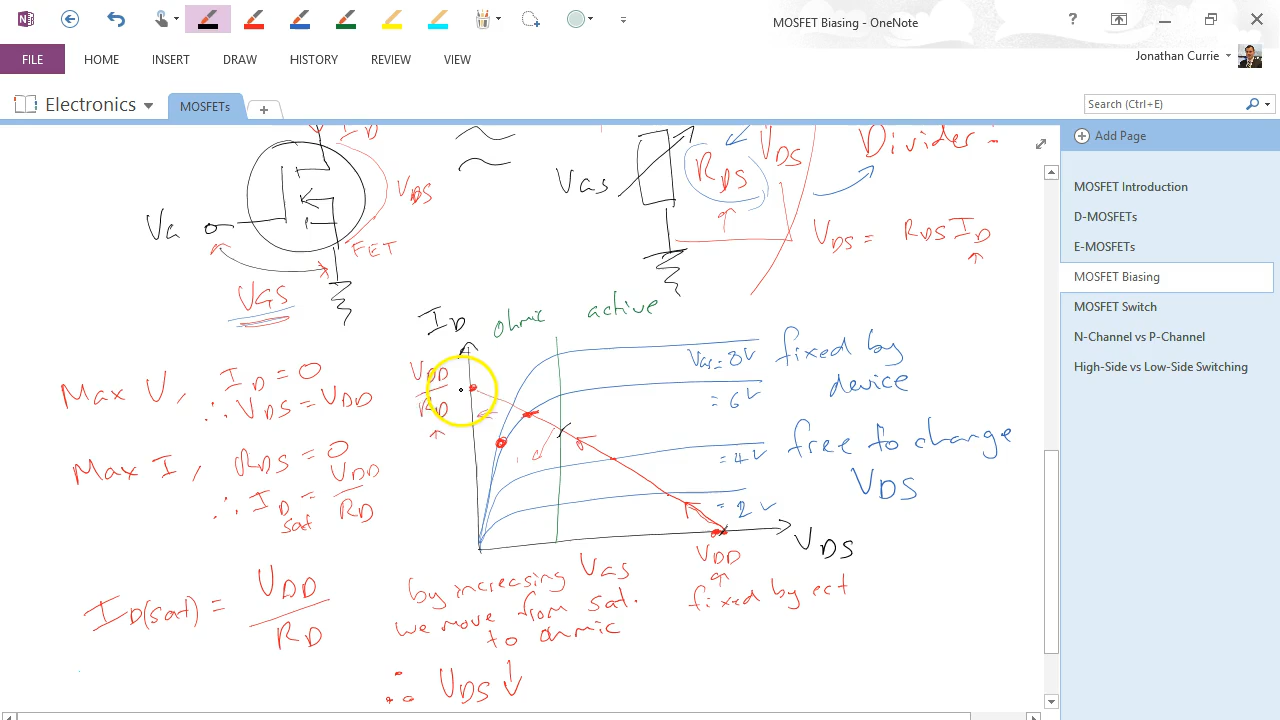 MOSFET Biasing - OneNote
?
FILE HOME INSERT DRAW HISTORY REVIEW VIEW
Jonathan Currie
Electronics
MOSFETs
+
Search (Ctrl+E)
Add Page
MOSFET Introduction
D-MOSFETs
E-MOSFETs
MOSFET Biasing
MOSFET Switch
N-Channel vs P-Channel
High-Side vs Low-Side Switching
ID
VG
VDS
FET
VGS
≈
VGS
RDS
VDS
Divider:
VDS = RDS ID
ID
ohmic active
VDD
RD
VGS = 8V
= 6V
= 4V
= 2V
fixed by
device
free to change
VDS
VDS
VDD
fixed by cct
Max V, ID = 0
∴ VDS = VDD
Max I, RDS = 0
∴ ID sat = VDD
RD
ID(sat) = VDD
RD
by increasing VGS
we move from sat.
to ohmic
∴ VDS ↓